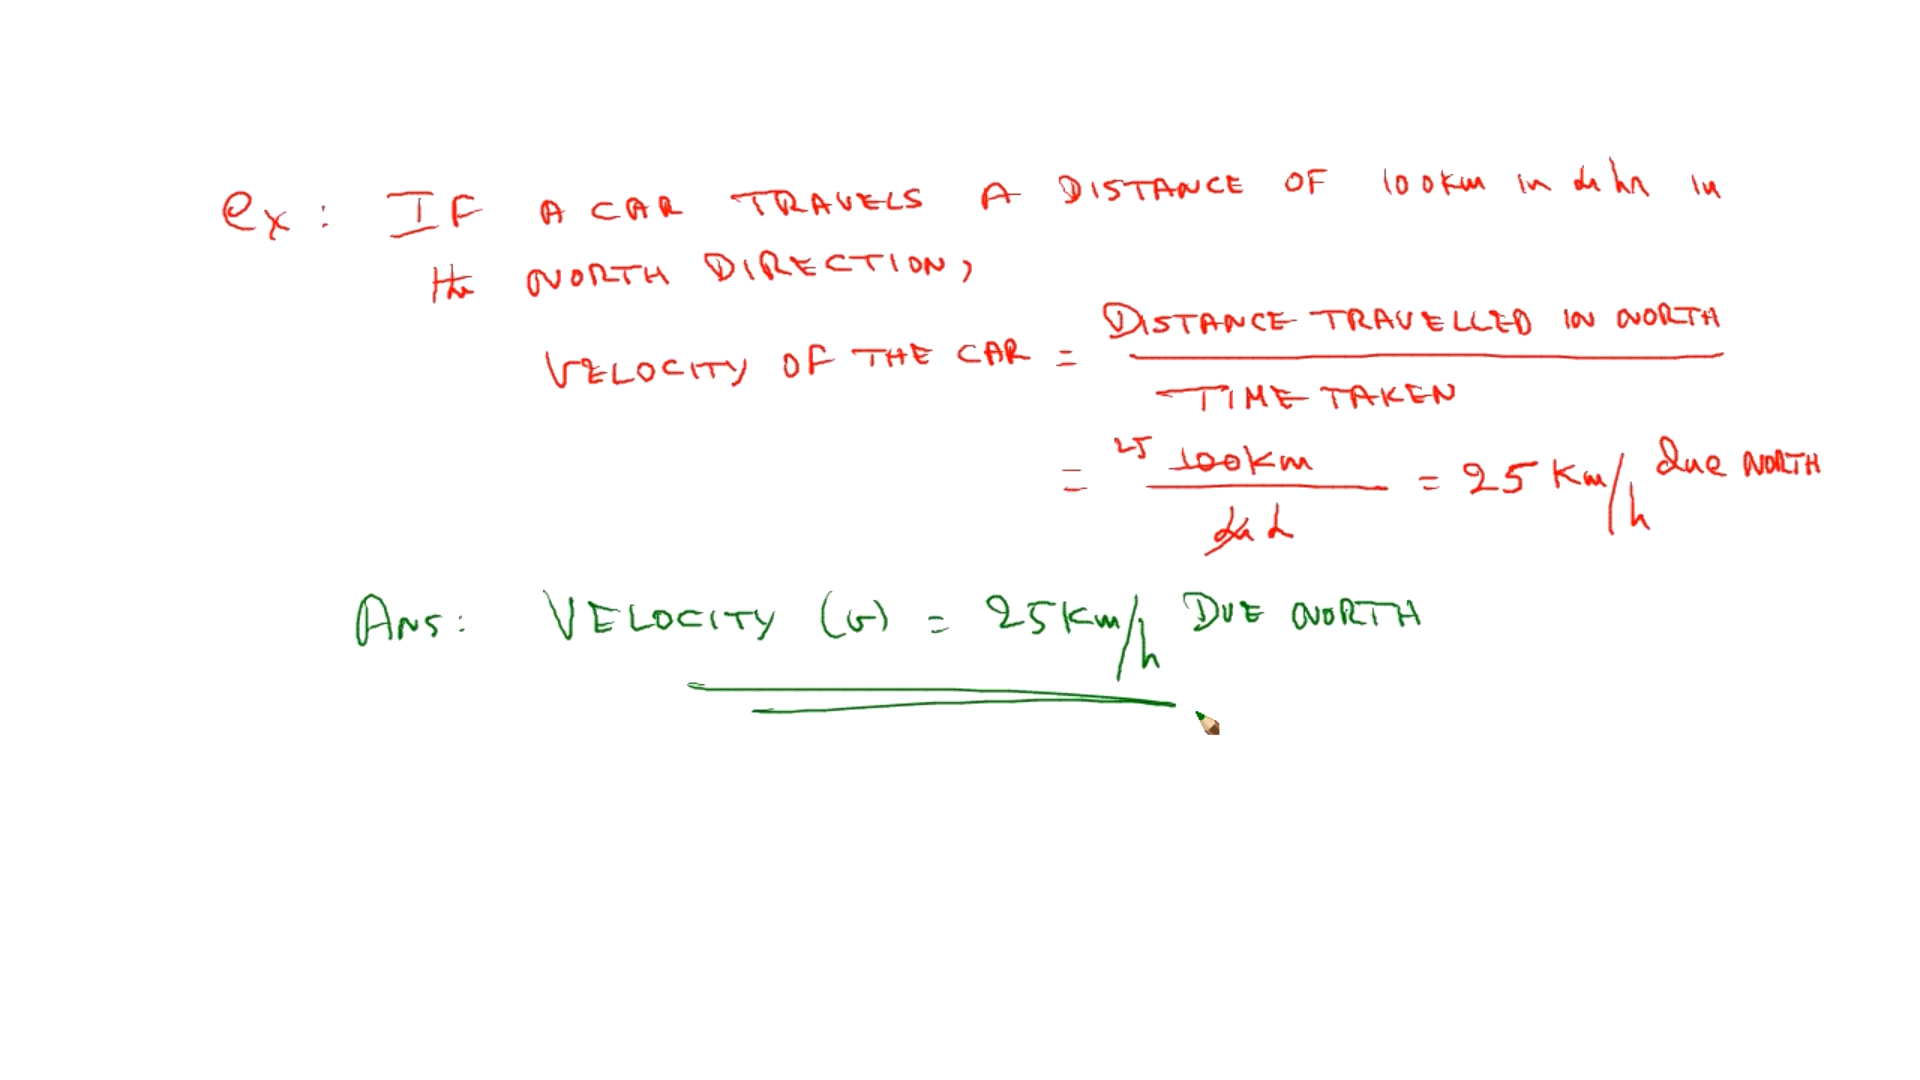 ex: IF A CAR TRAVELS A DISTANCE OF 100km in 4 hr in
the NORTH DIRECTION,
VELOCITY OF THE CAR = DISTANCE TRAVELLED IN NORTH
TIME TAKEN
= 25 100km = 25 Km/h due NORTH
4 h
ANS: VELOCITY (v) = 25Km/h DUE NORTH